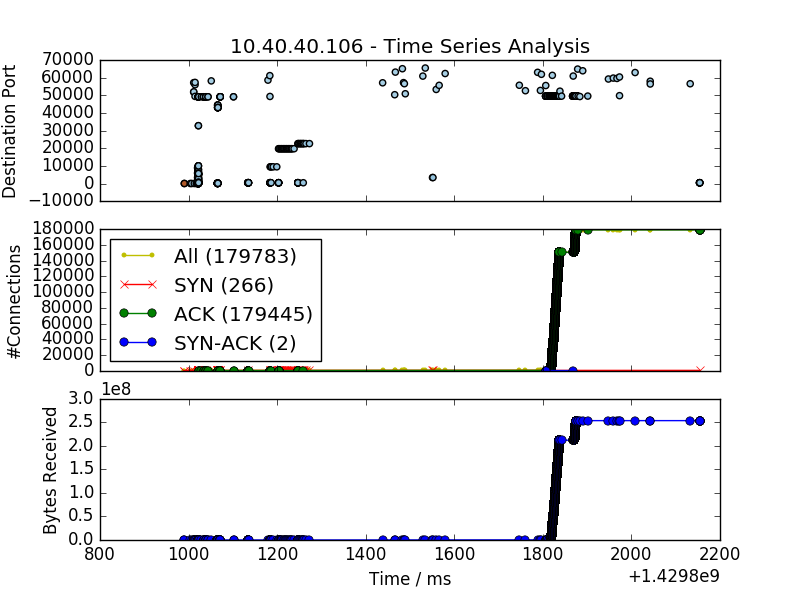 10.40.40.106 - Time Series Analysis
Destination Port
70000
60000
50000
40000
30000
20000
10000
0
−10000
#Connections
180000
160000
140000
120000
100000
80000
60000
40000
20000
0
All (179783)
SYN (266)
ACK (179445)
SYN-ACK (2)
1e8
Bytes Received
3.0
2.5
2.0
1.5
1.0
0.5
0.0
800 1000 1200 1400 1600 1800 2000 2200
Time / ms
+1.4298e9